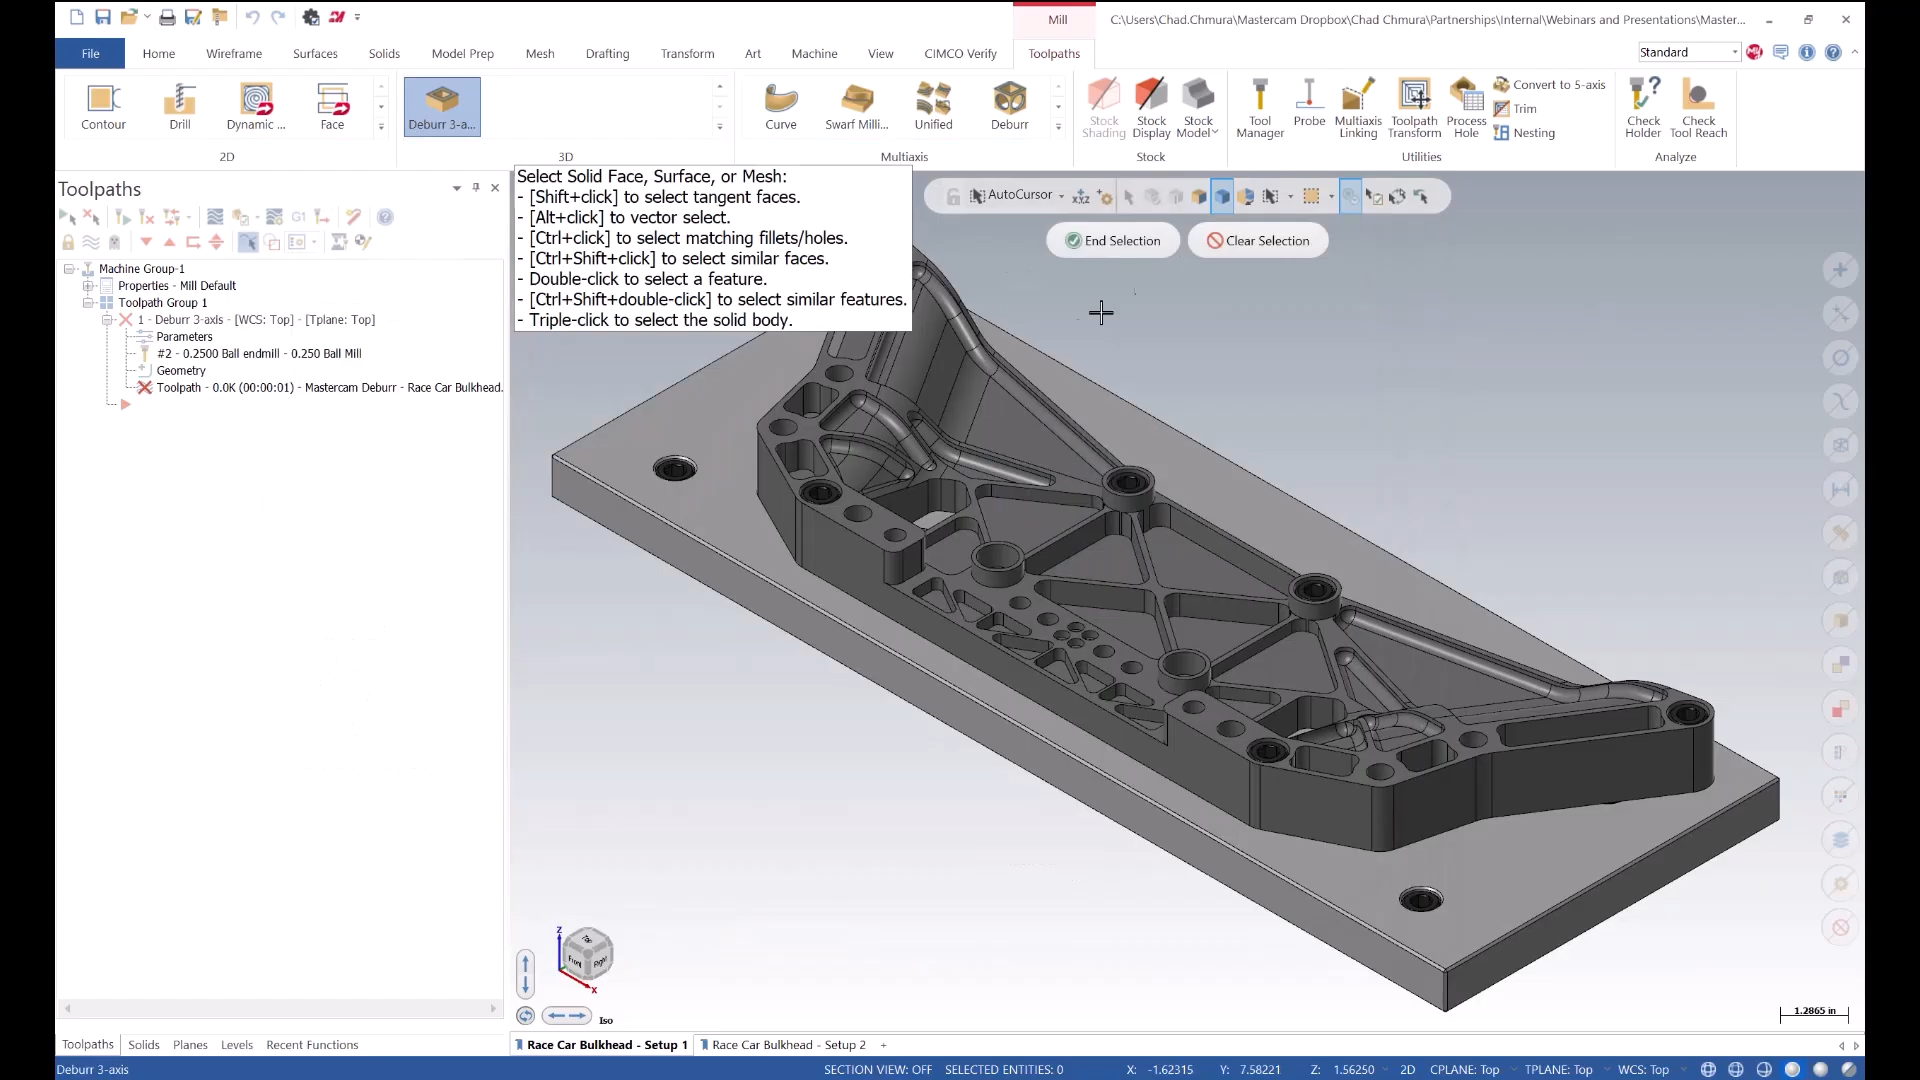 Mill
C:\Users\Chad.Chmura\Mastercam Dropbox\Chad Chmura\Partnerships\Internal\Webinars and Presentations\Master...
File
Home
Wireframe
Surfaces
Solids
Model Prep
Mesh
Drafting
Transform
Art
Machine
View
CIMCO Verify
Toolpaths
Standard
Contour
Drill
Dynamic ...
Face
2D
Deburr 3-a...
3D
Curve
Swarf Milli...
Unified
Deburr
Multiaxis
Stock Shading
Stock Display
Stock Model
Stock
Tool Manager
Probe
Multiaxis Linking
Toolpath Transform
Process Hole
Convert to 5-axis
Trim
Nesting
Utilities
Check Holder
Check Tool Reach
Analyze
Toolpaths
G1
Machine Group-1
Properties - Mill Default
Toolpath Group 1
1 - Deburr 3-axis - [WCS: Top] - [Tplane: Top]
Parameters
#2 - 0.2500 Ball endmill - 0.250 Ball Mill
Geometry
Toolpath - 0.0K (00:00:01) - Mastercam Deburr - Race Car Bulkhead.
Select Solid Face, Surface, or Mesh:
- [Shift+click] to select tangent faces.
- [Alt+click] to vector select.
- [Ctrl+click] to select matching fillets/holes.
- [Ctrl+Shift+click] to select similar faces.
- Double-click to select a feature.
- [Ctrl+Shift+double-click] to select similar features.
- Triple-click to select the solid body.
AutoCursor
End Selection
Clear Selection
Z
Top
Front
Right
X
Iso
1.2865 in
Toolpaths
Solids
Planes
Levels
Recent Functions
Race Car Bulkhead - Setup 1
Race Car Bulkhead - Setup 2
+
Deburr 3-axis
SECTION VIEW: OFF
SELECTED ENTITIES: 0
X: -1.62315
Y: 7.58221
Z: 1.56250
2D
CPLANE: Top
TPLANE: Top
WCS: Top